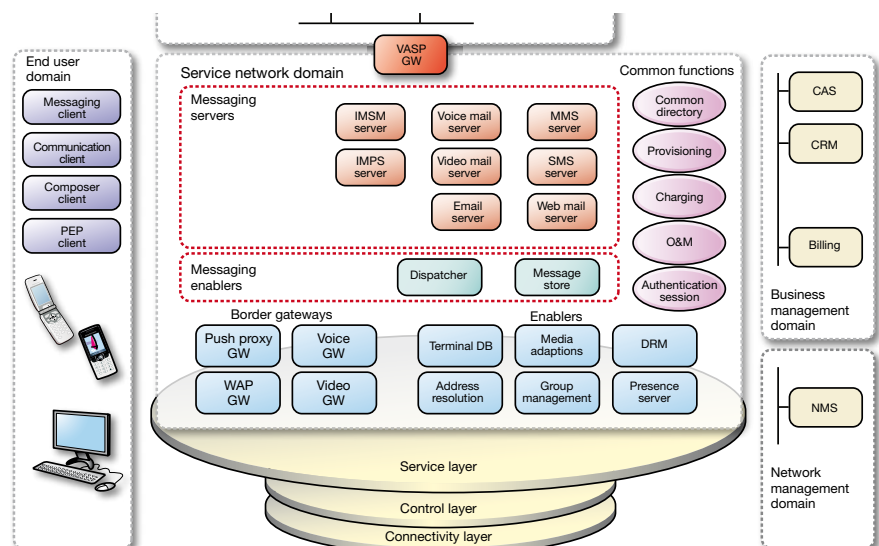 VASP
GW
End user
domain
Messaging
client
Communication
client
Composer
client
PEP
client
Service network domain
Messaging
servers
IMSM
server
Voice mail
server
MMS
server
IMPS
server
Video mail
server
SMS
server
Email
server
Web mail
server
Messaging
enablers
Dispatcher
Message
store
Common functions
Common
directory
Provisioning
Charging
O&M
Authentication
session
Border gateways
Push proxy
GW
Voice
GW
WAP
GW
Video
GW
Enablers
Terminal DB
Media
adaptions
DRM
Address
resolution
Group
management
Presence
server
Service layer
Control layer
Connectivity layer
CAS
CRM
Billing
Business
management
domain
NMS
Network
management
domain